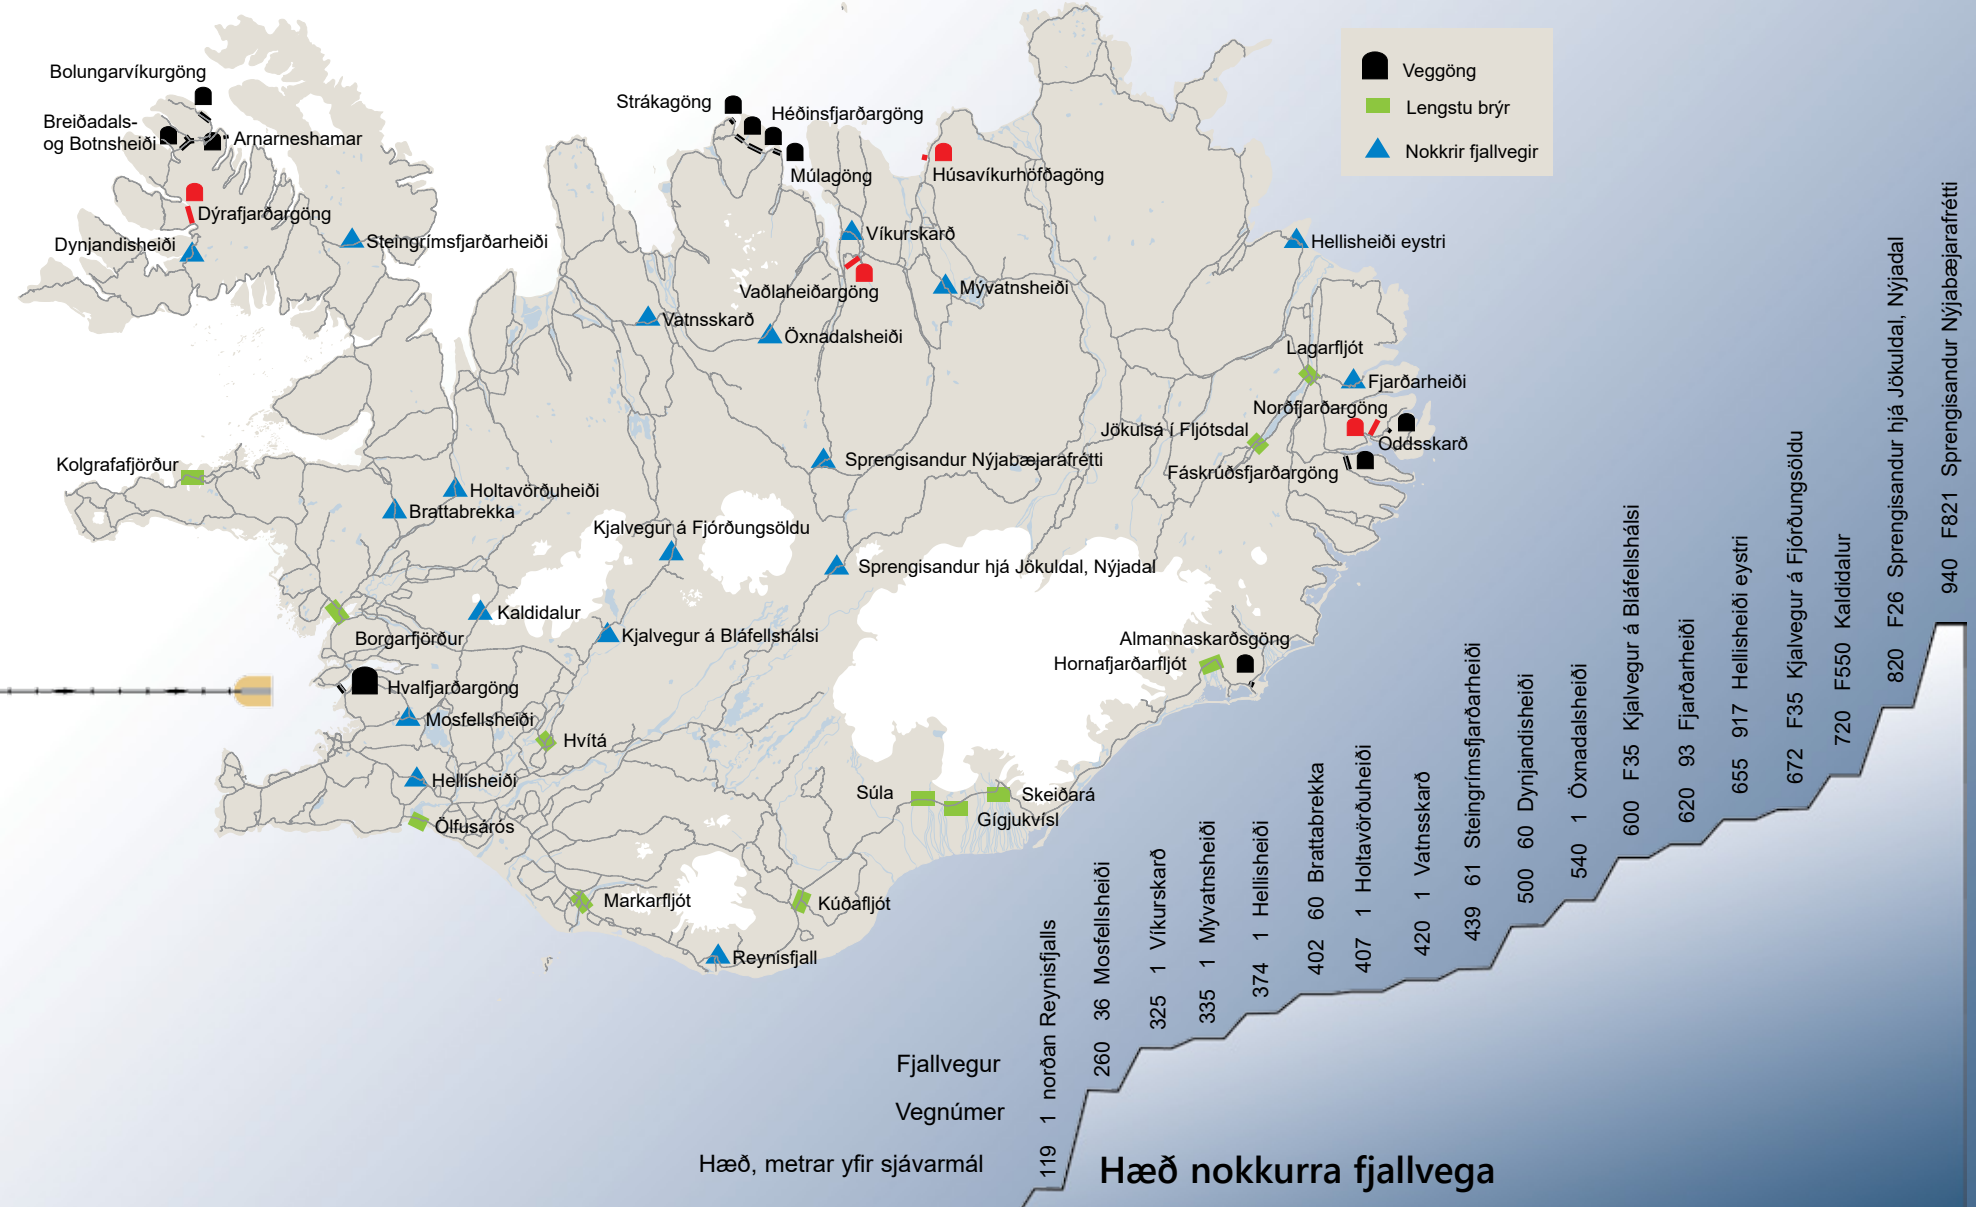 Veggöng
Lengstu brýr
Nokkrir fjallvegir
Bolungarvíkurgöng
Breiðadals-
og Botnsheiði
Arnarneshamar
Dýrafjarðargöng
Dynjandisheiði
Steingrímsfjarðarheiði
Strákagöng
Héðinsfjarðargöng
Múlagöng
Húsavíkurhöfðagöng
Víkurskarð
Vaðlaheiðargöng
Mývatnsheiði
Vatnsskarð
Öxnadalsheiði
Hellisheiði eystri
Lagarfljót
Fjarðarheiði
Norðfjarðargöng
Jökulsá í Fljótsdal
Oddsskarð
Fáskrúðsfjarðargöng
Kolgrafafjörður
Holtavörðuheiði
Brattabrekka
Sprengisandur Nýjabæjarafrétti
Kjalvegur á Fjórðungsöldu
Sprengisandur hjá Jökuldal, Nýjadal
Kaldidalur
Kjalvegur á Bláfellshálsi
Borgarfjörður
Almannaskarðsgöng
Hornafjarðarfljót
Hvalfjarðargöng
Mosfellsheiði
Hvítá
Hellisheiði
Ölfusárós
Súla
Skeiðará
Gígjukvísl
Markarfljót
Kúðafljót
Reynisfjall
Fjallvegur
Vegnúmer
Hæð, metrar yfir sjávarmál
119 1 norðan Reynisfjalls
260 36 Mosfellsheiði
325 1 Víkurskarð
335 1 Mývatnsheiði
374 1 Hellisheiði
402 60 Brattabrekka
407 1 Holtavörðuheiði
420 1 Vatnsskarð
439 61 Steingrímsfjarðarheiði
500 60 Dynjandisheiði
540 1 Öxnadalsheiði
600 F35 Kjalvegur á Bláfellshálsi
620 93 Fjarðarheiði
655 917 Hellisheiði eystri
672 F35 Kjalvegur á Fjórðungsöldu
720 F550 Kaldidalur
820 F26 Sprengisandur hjá Jökuldal, Nýjadal
940 F821 Sprengisandur Nýjabæjarafrétti
Hæð nokkurra fjallvega